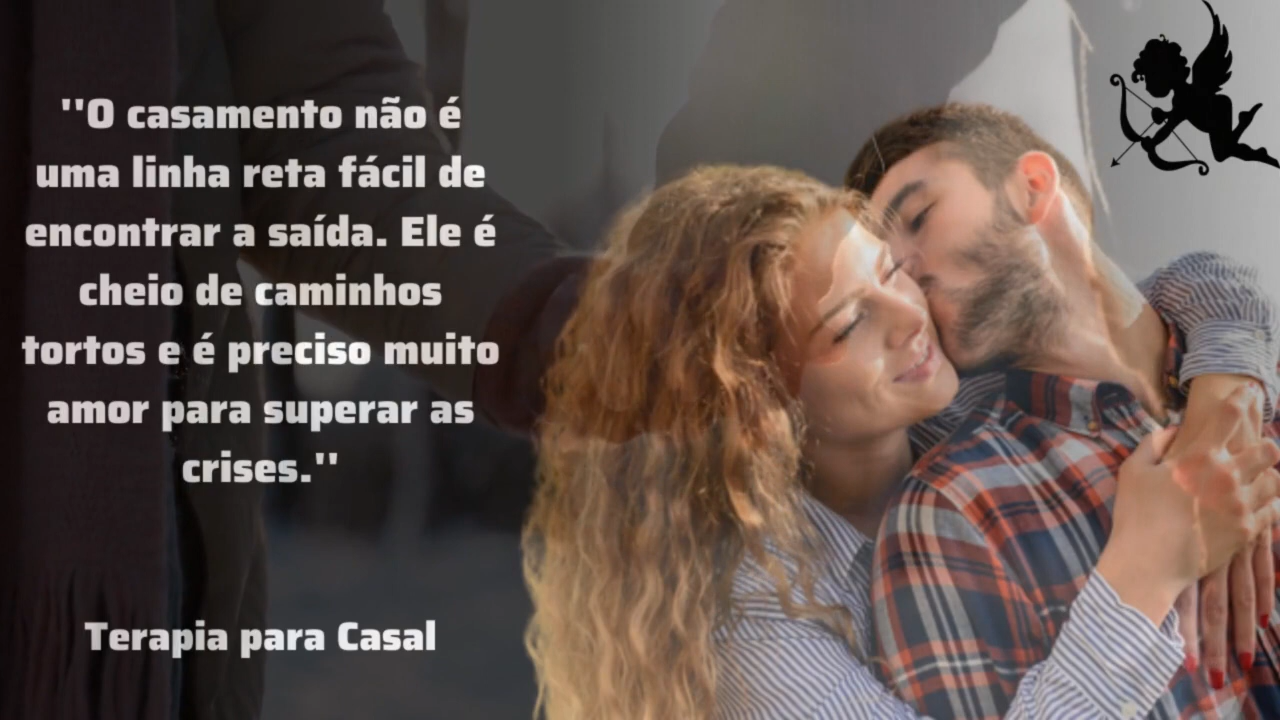 "O casamento não é
uma linha reta fácil de
encontrar a saída. Ele é
cheio de caminhos
tortos e é preciso muito
amor para superar as
crises."
Terapia para Casal